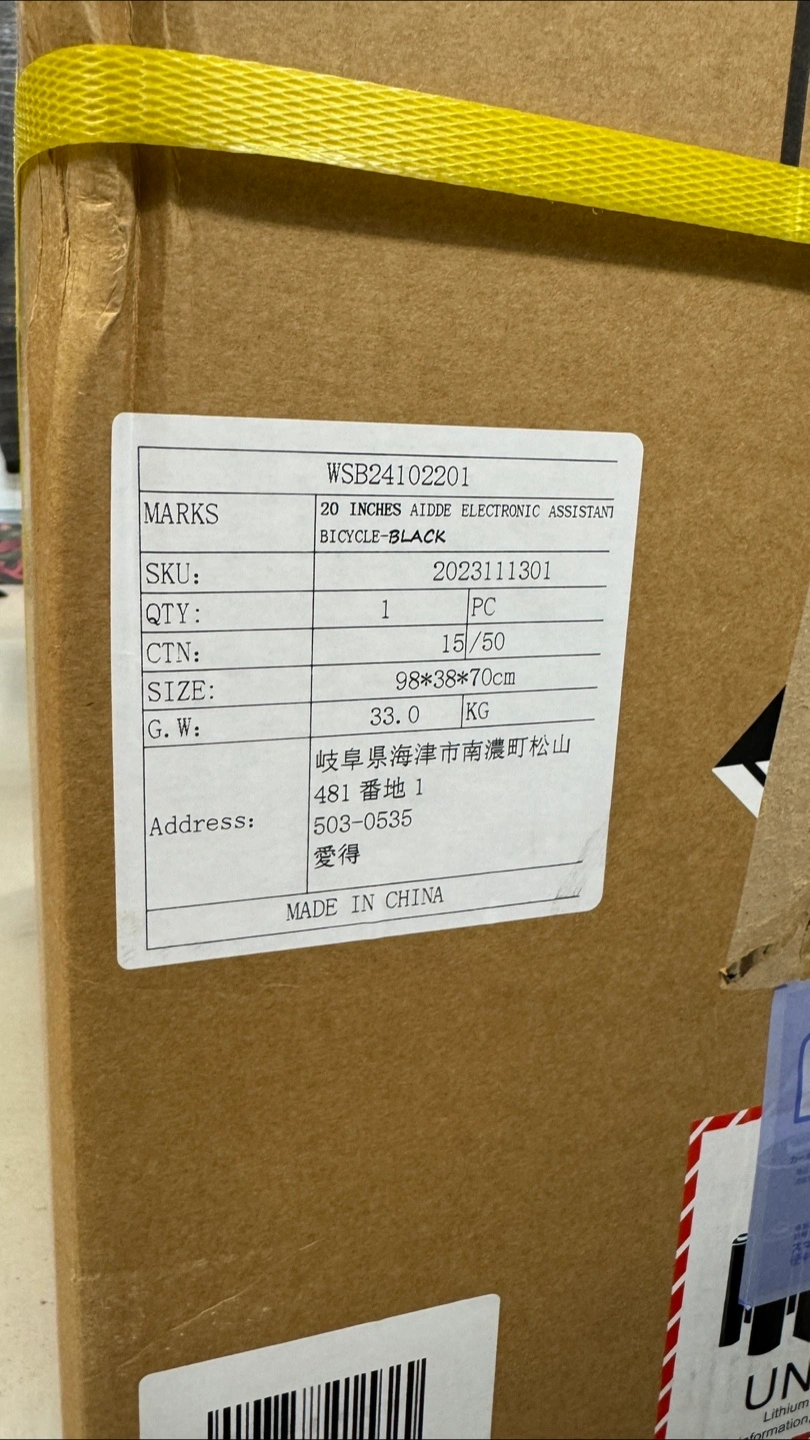 WSB24102201
MARKS
20 INCHES AIDDE ELECTRONIC ASSISTANT
BICYCLE-BLACK
SKU: 2023111301
QTY: 1 PC
CTN: 15/50
SIZE: 98*38*70cm
G.W: 33.0 KG
Address:
岐阜県海津市南濃町松山
481 番地 1
503-0535
愛得
MADE IN CHINA
UN
Lithium